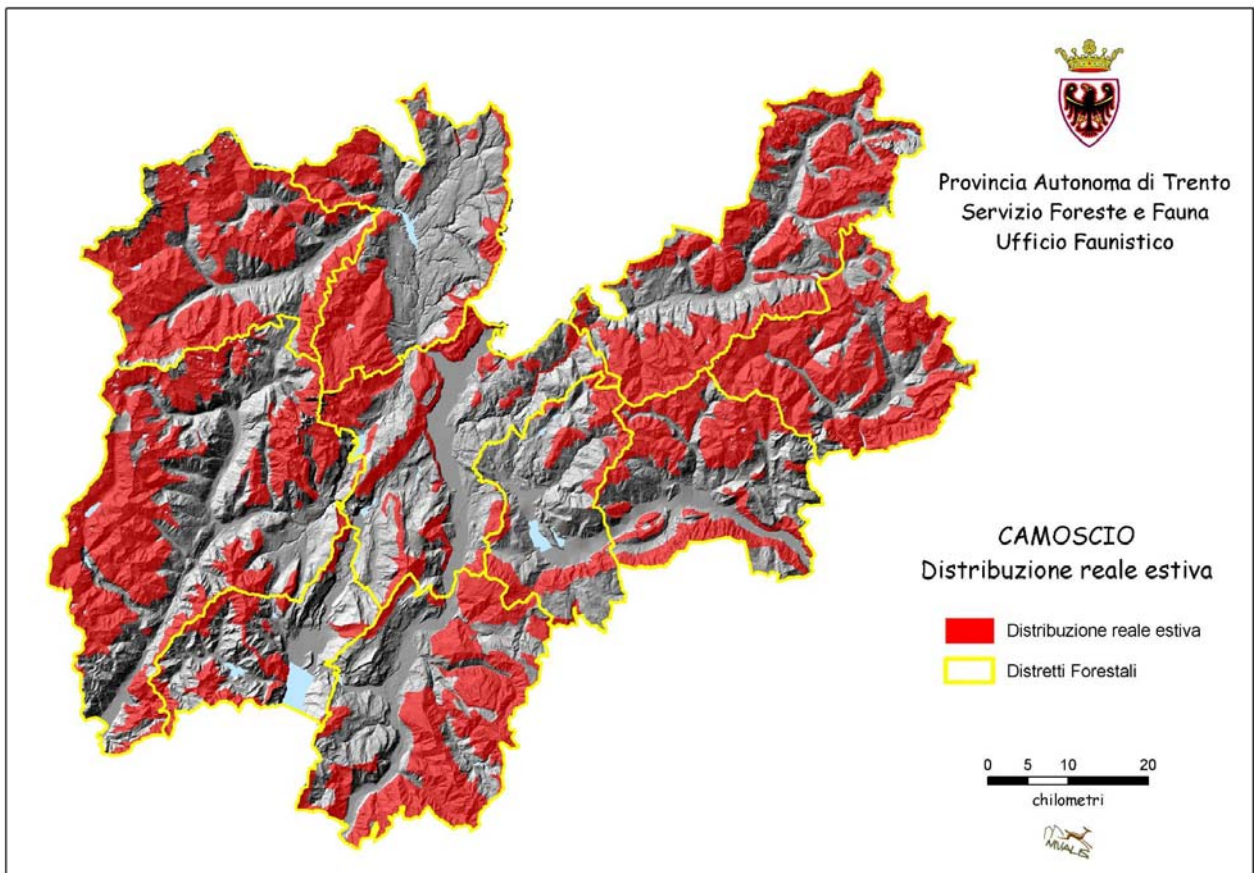 Provincia Autonoma di Trento
Servizio Foreste e Fauna
Ufficio Faunistico
CAMOSCIO
Distribuzione reale estiva
Distribuzione reale estiva
Distretti Forestali
0 5 10 20
chilometri